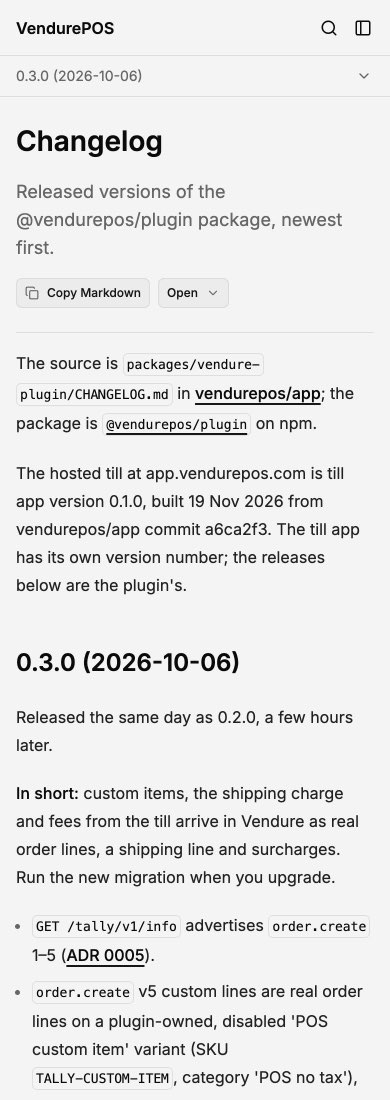 VendurePOS
0.3.0 (2026-10-06)
Changelog
Released versions of the
@vendurepos/plugin package, newest
first.
Copy Markdown
Open
The source is packages/vendure-
plugin/CHANGELOG.md in vendurepos/app; the
package is @vendurepos/plugin on npm.
The hosted till at app.vendurepos.com is till
app version 0.1.0, built 19 Nov 2026 from
vendurepos/app commit a6ca2f3. The till app
has its own version number; the releases
below are the plugin's.
0.3.0 (2026-10-06)
Released the same day as 0.2.0, a few hours
later.
In short: custom items, the shipping charge
and fees from the till arrive in Vendure as real
order lines, a shipping line and surcharges.
Run the new migration when you upgrade.
• GET /tally/v1/info advertises order.create
1–5 (ADR 0005).
• order.create v5 custom lines are real order
lines on a plugin-owned, disabled 'POS
custom item' variant (SKU
TALLY-CUSTOM-ITEM, category 'POS no tax'),